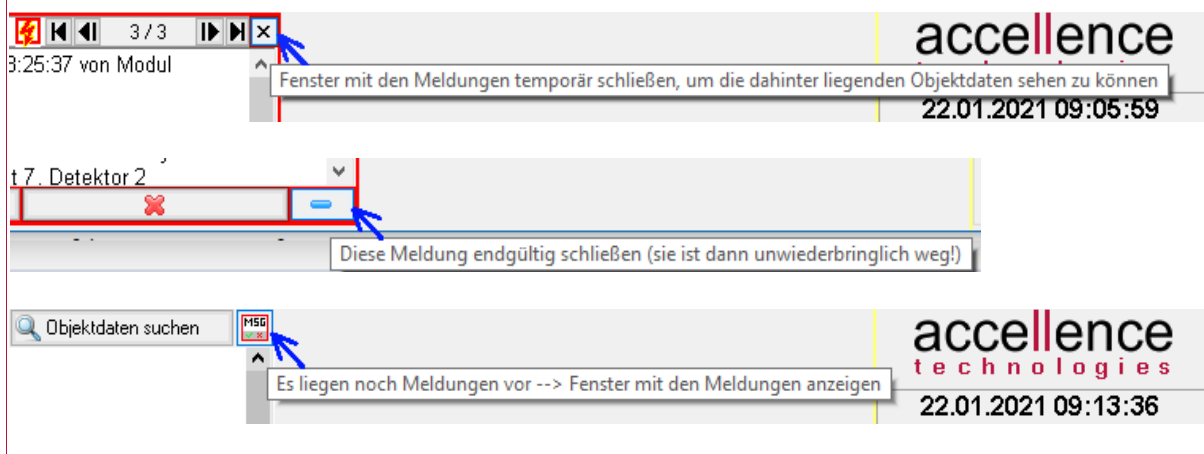 3 / 3
accellence
8:25:37 von Modul
Fenster mit den Meldungen temporär schließen, um die dahinter liegenden Objektdaten sehen zu können
22.01.2021 09:05:59
t 7. Detektor 2
Diese Meldung endgültig schließen (sie ist dann unwiederbringlich weg!)
Objektdaten suchen
MSG
accellence
technologies
Es liegen noch Meldungen vor --> Fenster mit den Meldungen anzeigen
22.01.2021 09:13:36